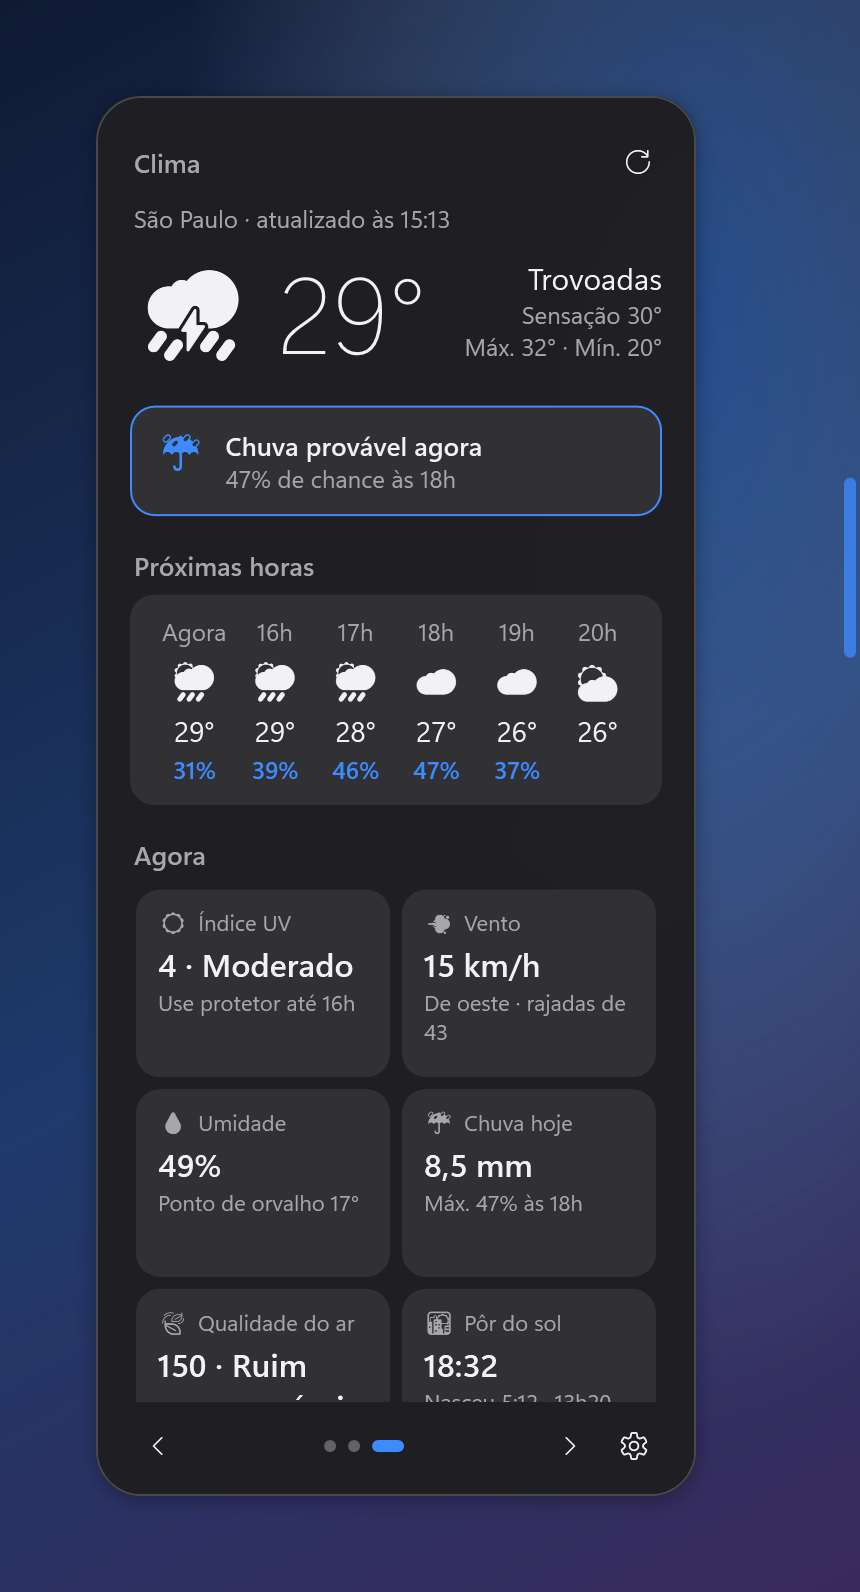 Clima
São Paulo · atualizado às 15:13
29°
Trovoadas
Sensação 30°
Máx. 32° · Mín. 20°
Chuva provável agora
47% de chance às 18h
Próximas horas
Agora 16h 17h 18h 19h 20h
29° 29° 28° 27° 26° 26°
31% 39% 46% 47% 37%
Agora
Índice UV
4 · Moderado
Use protetor até 16h
Vento
15 km/h
De oeste · rajadas de
43
Umidade
49%
Ponto de orvalho 17°
Chuva hoje
8,5 mm
Máx. 47% às 18h
Qualidade do ar
150 · Ruim
Pôr do sol
18:32
Nasceu 5:12 · 13h20